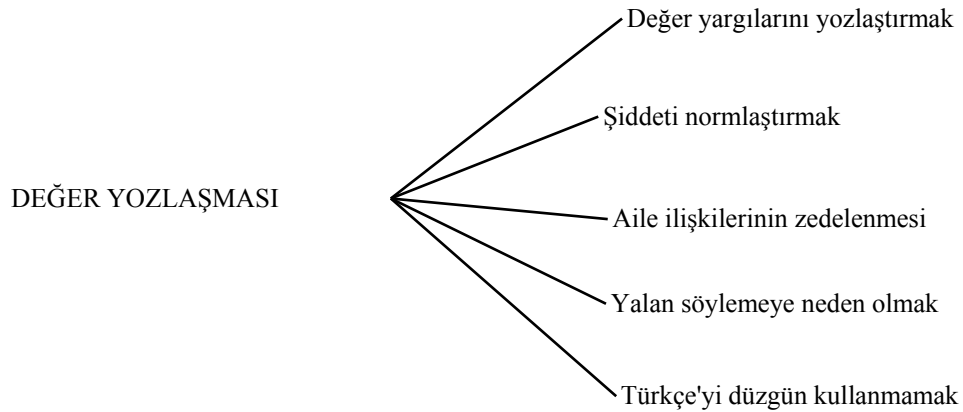 Değer yargılarını yozlaştırmak
Şiddeti normlaştırmak
DEĞER YOZLAŞMASI
Aile ilişkilerinin zedelenmesi
Yalan söylemeye neden olmak
Türkçe'yi düzgün kullanmamak